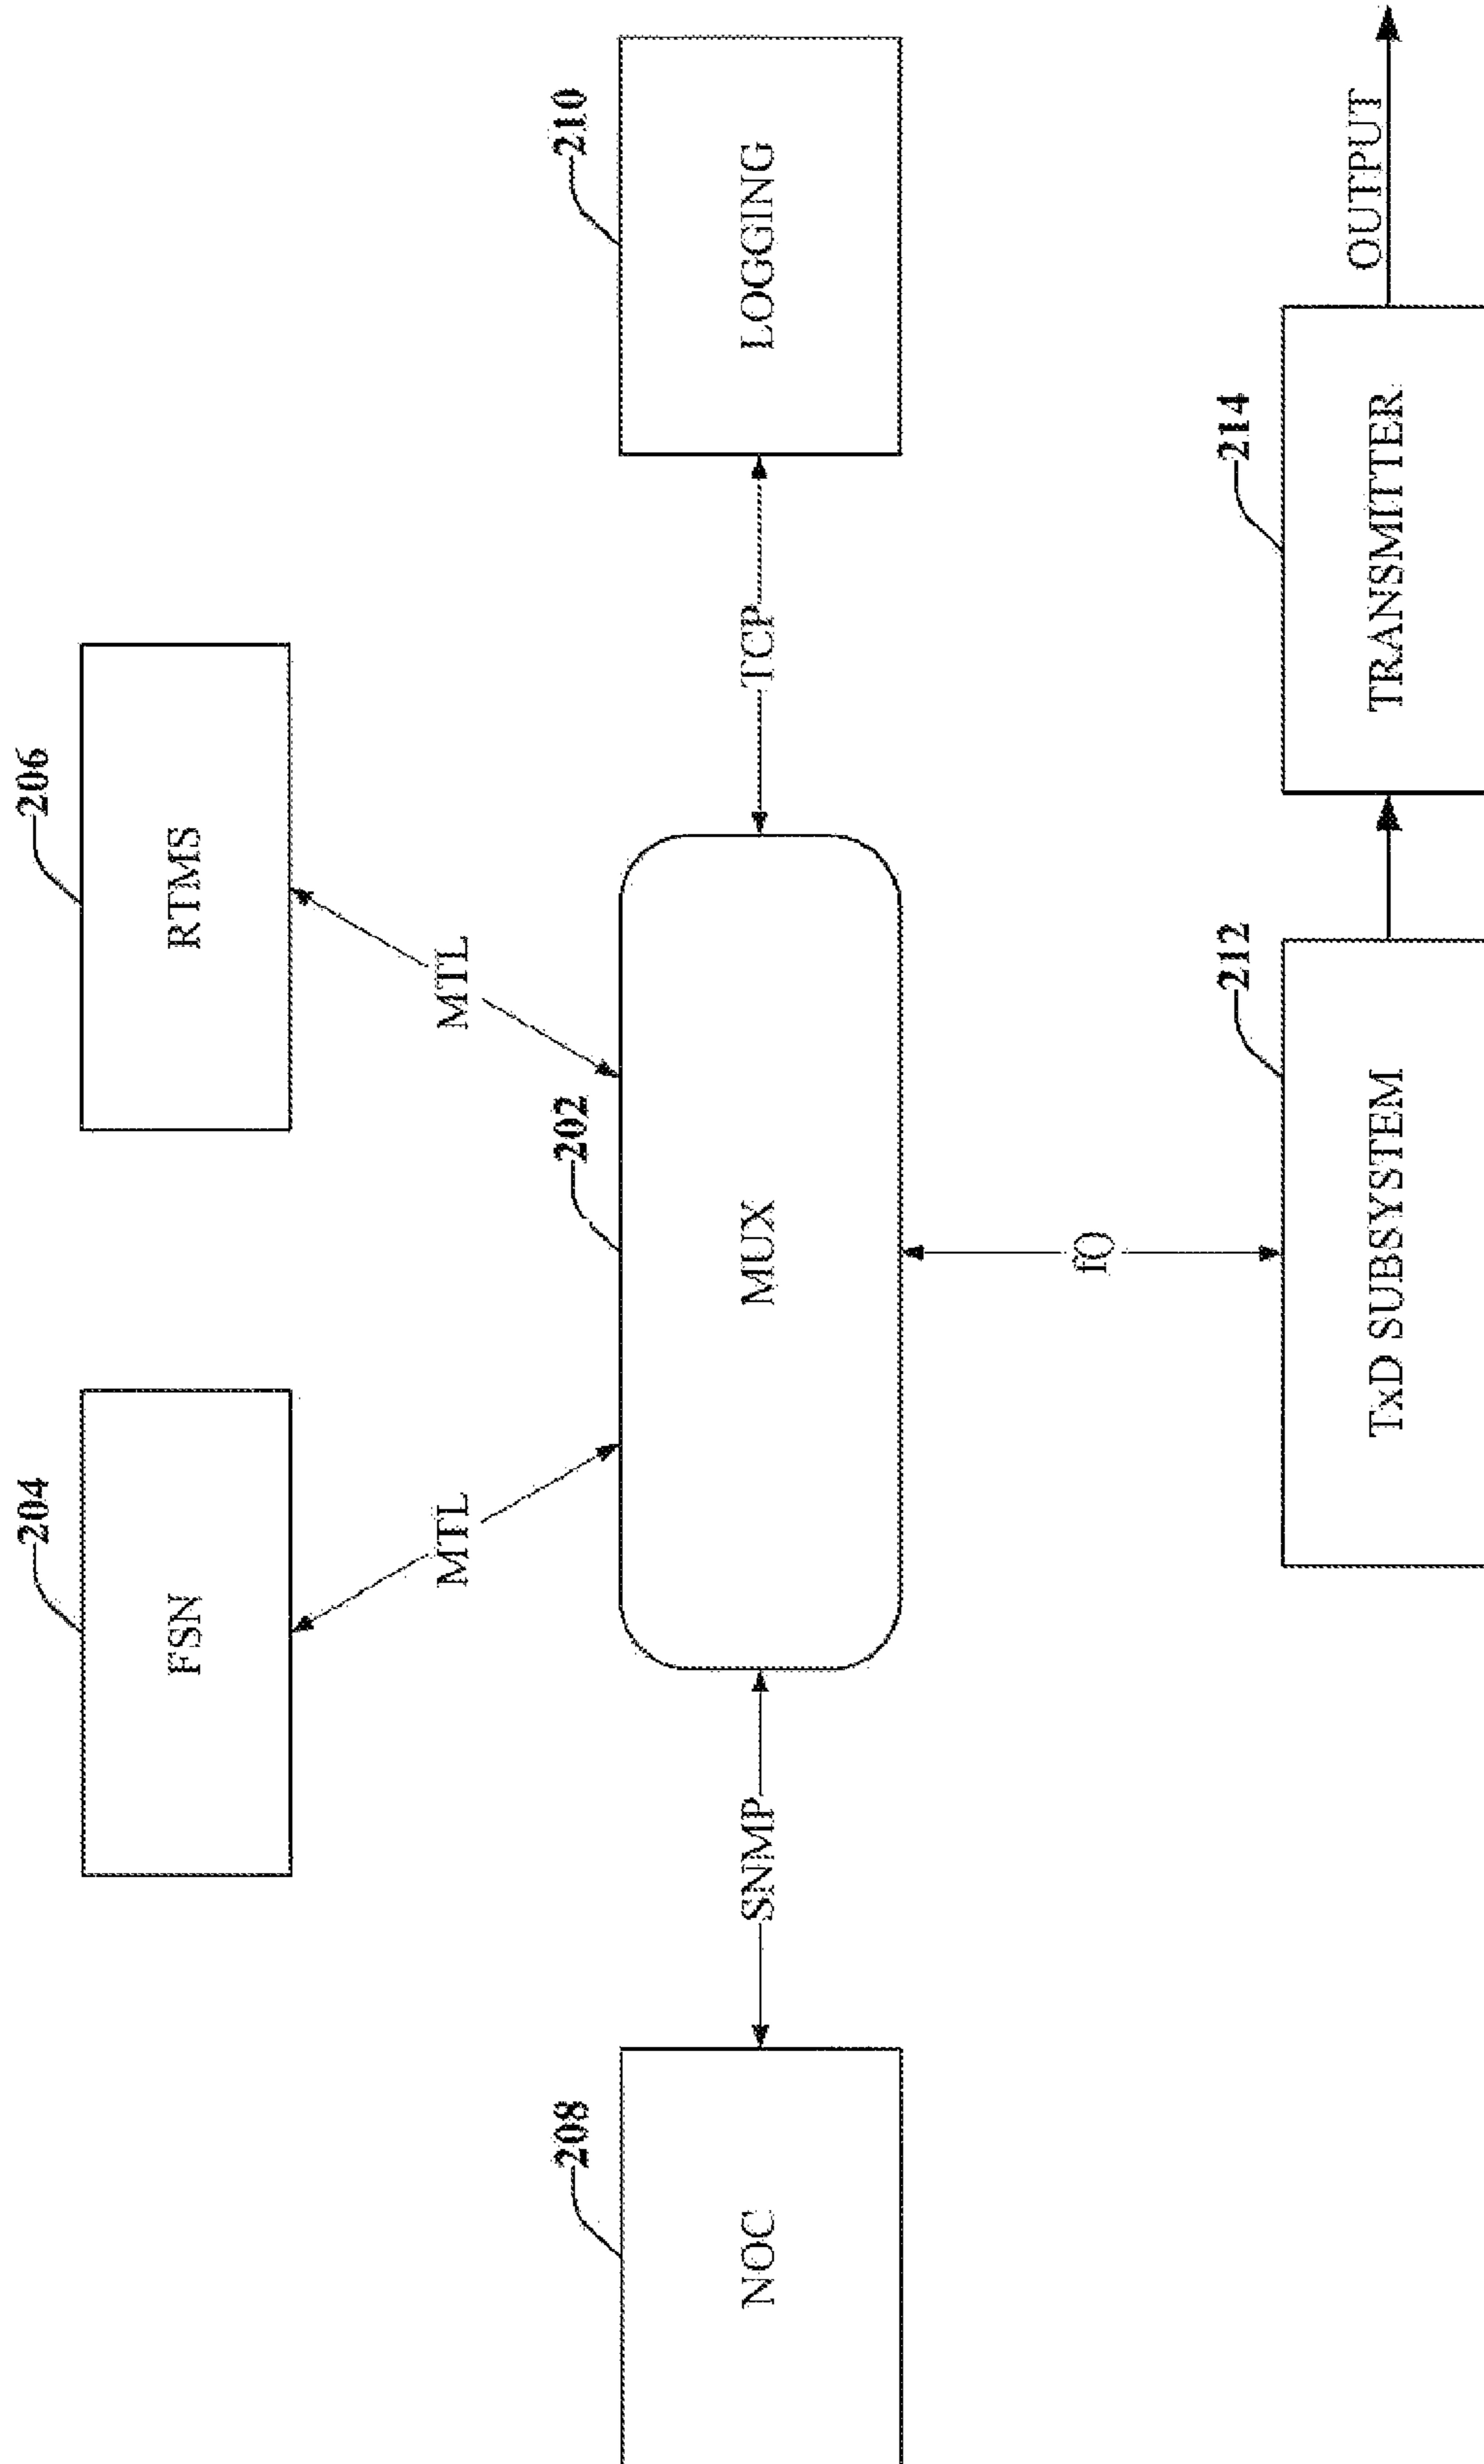 204
206
FSN
RTMS
MTL
MTL
208
202
210
NOC
SNMP
MUX
TCP
LOGGING
212
214
TxD SUBSYSTEM
TRANSMITTER
OUTPUT